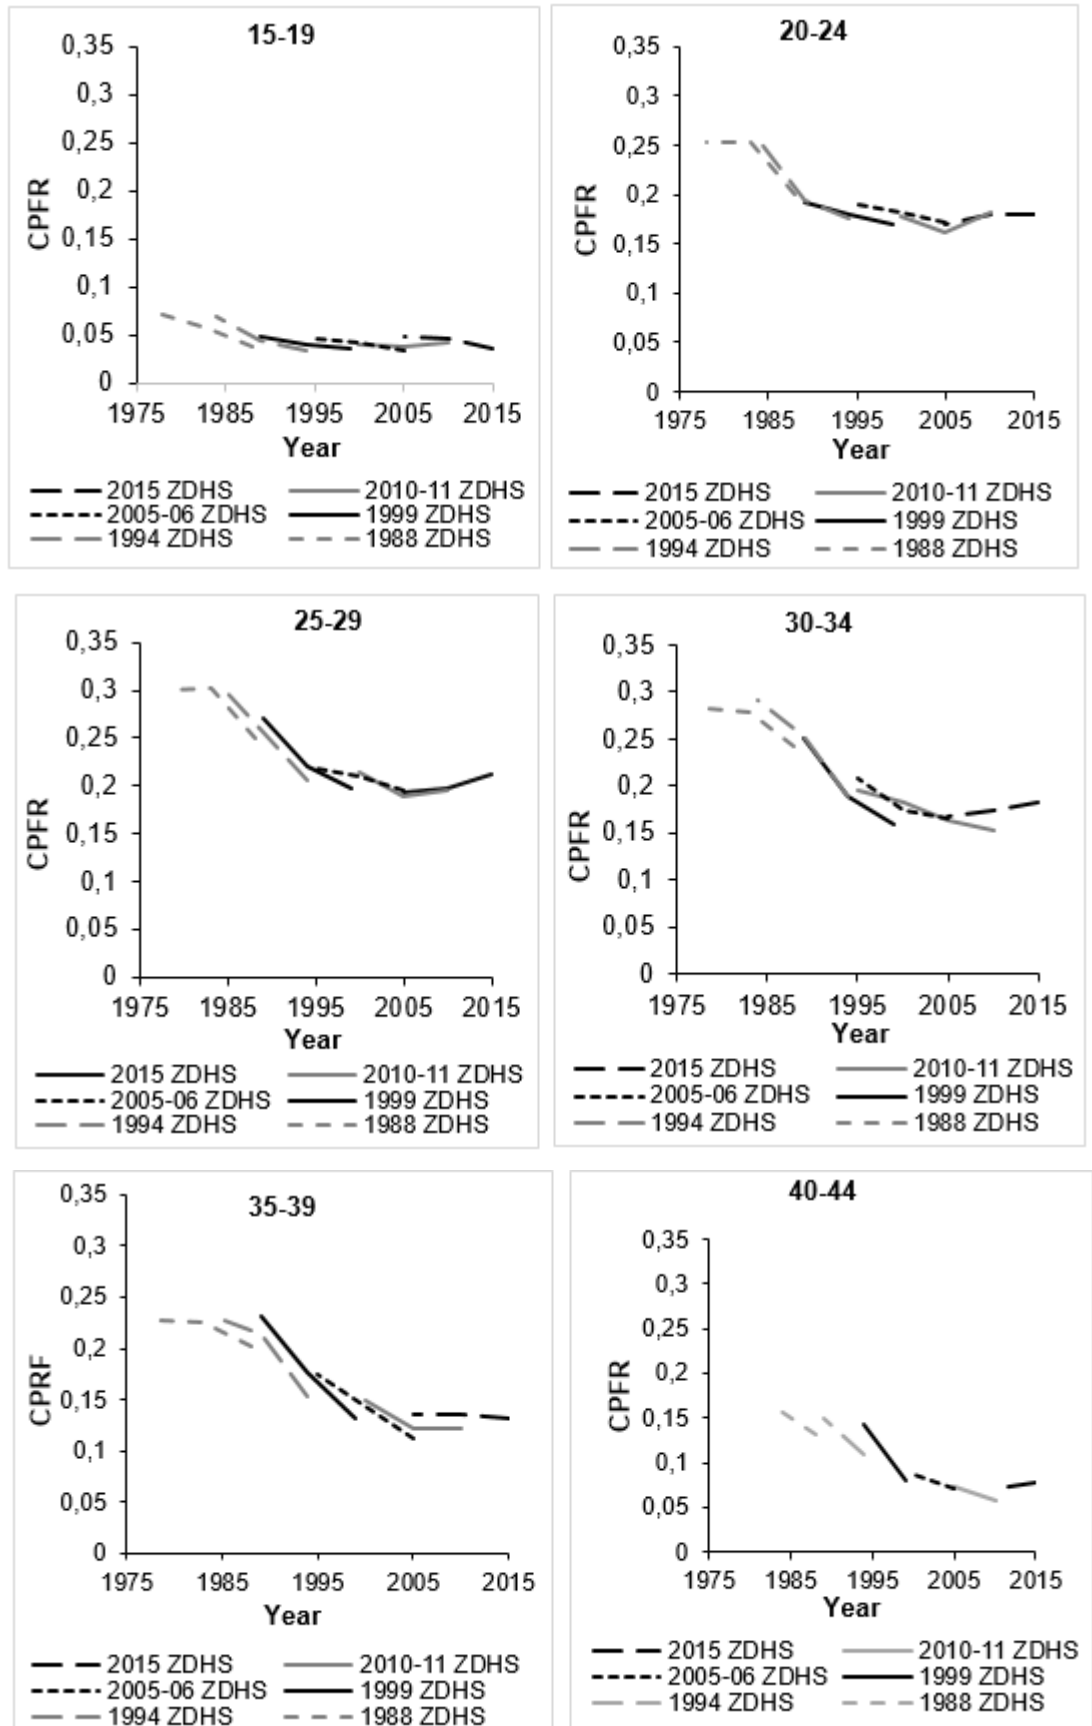 15-19
0,35
0,3
0,25
0,2
0,15
0,1
0,05
0
CPFR
1975 1985 1995 2005 2015
Year
2015 ZDHS 2010-11 ZDHS
2005-06 ZDHS 1999 ZDHS
1994 ZDHS 1988 ZDHS
20-24
0,35
0,3
0,25
0,2
0,15
0,1
0,05
0
CPFR
1975 1985 1995 2005 2015
Year
2015 ZDHS 2010-11 ZDHS
2005-06 ZDHS 1999 ZDHS
1994 ZDHS 1988 ZDHS
25-29
0,35
0,3
0,25
0,2
0,15
0,1
0,05
0
CPFR
1975 1985 1995 2005 2015
Year
2015 ZDHS 2010-11 ZDHS
2005-06 ZDHS 1999 ZDHS
1994 ZDHS 1988 ZDHS
30-34
0,35
0,3
0,25
0,2
0,15
0,1
0,05
0
CPFR
1975 1985 1995 2005 2015
Year
2015 ZDHS 2010-11 ZDHS
2005-06 ZDHS 1999 ZDHS
1994 ZDHS 1988 ZDHS
35-39
0,35
0,3
0,25
0,2
0,15
0,1
0,05
0
CPRF
1975 1985 1995 2005 2015
Year
2015 ZDHS 2010-11 ZDHS
2005-06 ZDHS 1999 ZDHS
1994 ZDHS 1988 ZDHS
40-44
0,35
0,3
0,25
0,2
0,15
0,1
0,05
0
CPFR
1975 1985 1995 2005 2015
Year
2015 ZDHS 2010-11 ZDHS
2005-06 ZDHS 1999 ZDHS
1994 ZDHS 1988 ZDHS